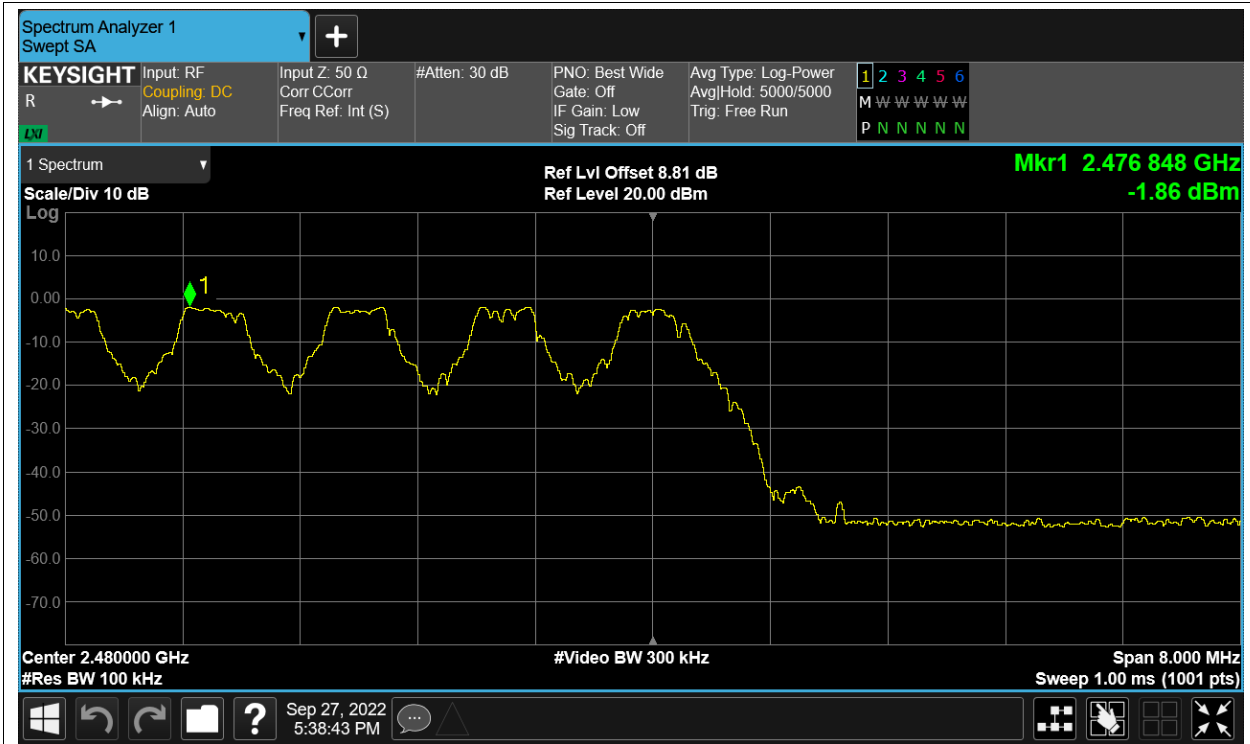 Spectrum Analyzer 1
Swept SA
KEYSIGHT
R
LXI
Input: RF
Coupling: DC
Align: Auto
Input Z: 50 Ω
Corr CCorr
Freq Ref: Int (S)
#Atten: 30 dB
PNO: Best Wide
Gate: Off
IF Gain: Low
Sig Track: Off
Avg Type: Log-Power
Avg|Hold: 5000/5000
Trig: Free Run
1 2 3 4 5 6
M W W W W W
P N N N N N
1 Spectrum
Scale/Div 10 dB
Log
Ref Lvl Offset 8.81 dB
Ref Level 20.00 dBm
Mkr1 2.476 848 GHz
-1.86 dBm
1
10.0
0.00
-10.0
-20.0
-30.0
-40.0
-50.0
-60.0
-70.0
Center 2.480000 GHz
#Res BW 100 kHz
#Video BW 300 kHz
Span 8.000 MHz
Sweep 1.00 ms (1001 pts)
?
Sep 27, 2022
5:38:43 PM